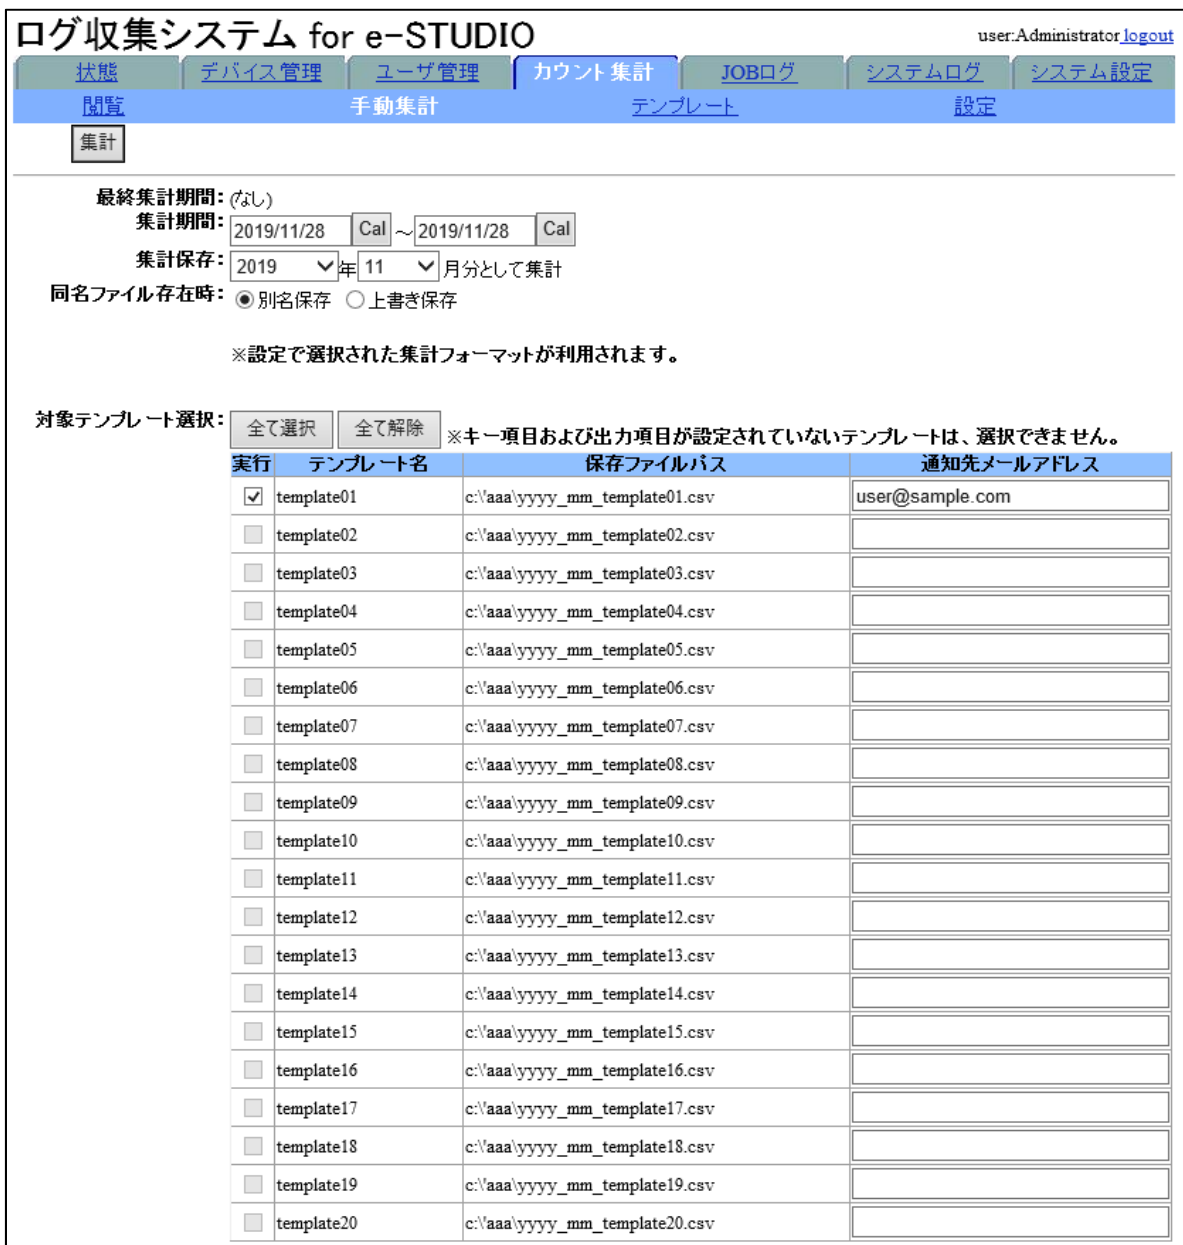 ログ収集システム for e-STUDIO
user:Administrator logout
状態 デバイス管理 ユーザ管理 カウント集計 JOBログ システムログ システム設定
閲覧 手動集計 テンプレート 設定
集計
最終集計期間: (なし)
集計期間: 2019/11/28 Cal ～ 2019/11/28 Cal
集計保存: 2019 年 11 月分として集計
同名ファイル存在時: 別名保存 上書き保存
※設定で選択された集計フォーマットが利用されます。
対象テンプレート選択: 全て選択 全て解除 ※キー項目および出力項目が設定されていないテンプレートは、選択できません。
実行 テンプレート名 保存ファイルパス 通知先メールアドレス
template01 c:\'aaa\yyyy_mm_template01.csv user@sample.com
template02 c:\'aaa\yyyy_mm_template02.csv
template03 c:\'aaa\yyyy_mm_template03.csv
template04 c:\'aaa\yyyy_mm_template04.csv
template05 c:\'aaa\yyyy_mm_template05.csv
template06 c:\'aaa\yyyy_mm_template06.csv
template07 c:\'aaa\yyyy_mm_template07.csv
template08 c:\'aaa\yyyy_mm_template08.csv
template09 c:\'aaa\yyyy_mm_template09.csv
template10 c:\'aaa\yyyy_mm_template10.csv
template11 c:\'aaa\yyyy_mm_template11.csv
template12 c:\'aaa\yyyy_mm_template12.csv
template13 c:\'aaa\yyyy_mm_template13.csv
template14 c:\'aaa\yyyy_mm_template14.csv
template15 c:\'aaa\yyyy_mm_template15.csv
template16 c:\'aaa\yyyy_mm_template16.csv
template17 c:\'aaa\yyyy_mm_template17.csv
template18 c:\'aaa\yyyy_mm_template18.csv
template19 c:\'aaa\yyyy_mm_template19.csv
template20 c:\'aaa\yyyy_mm_template20.csv